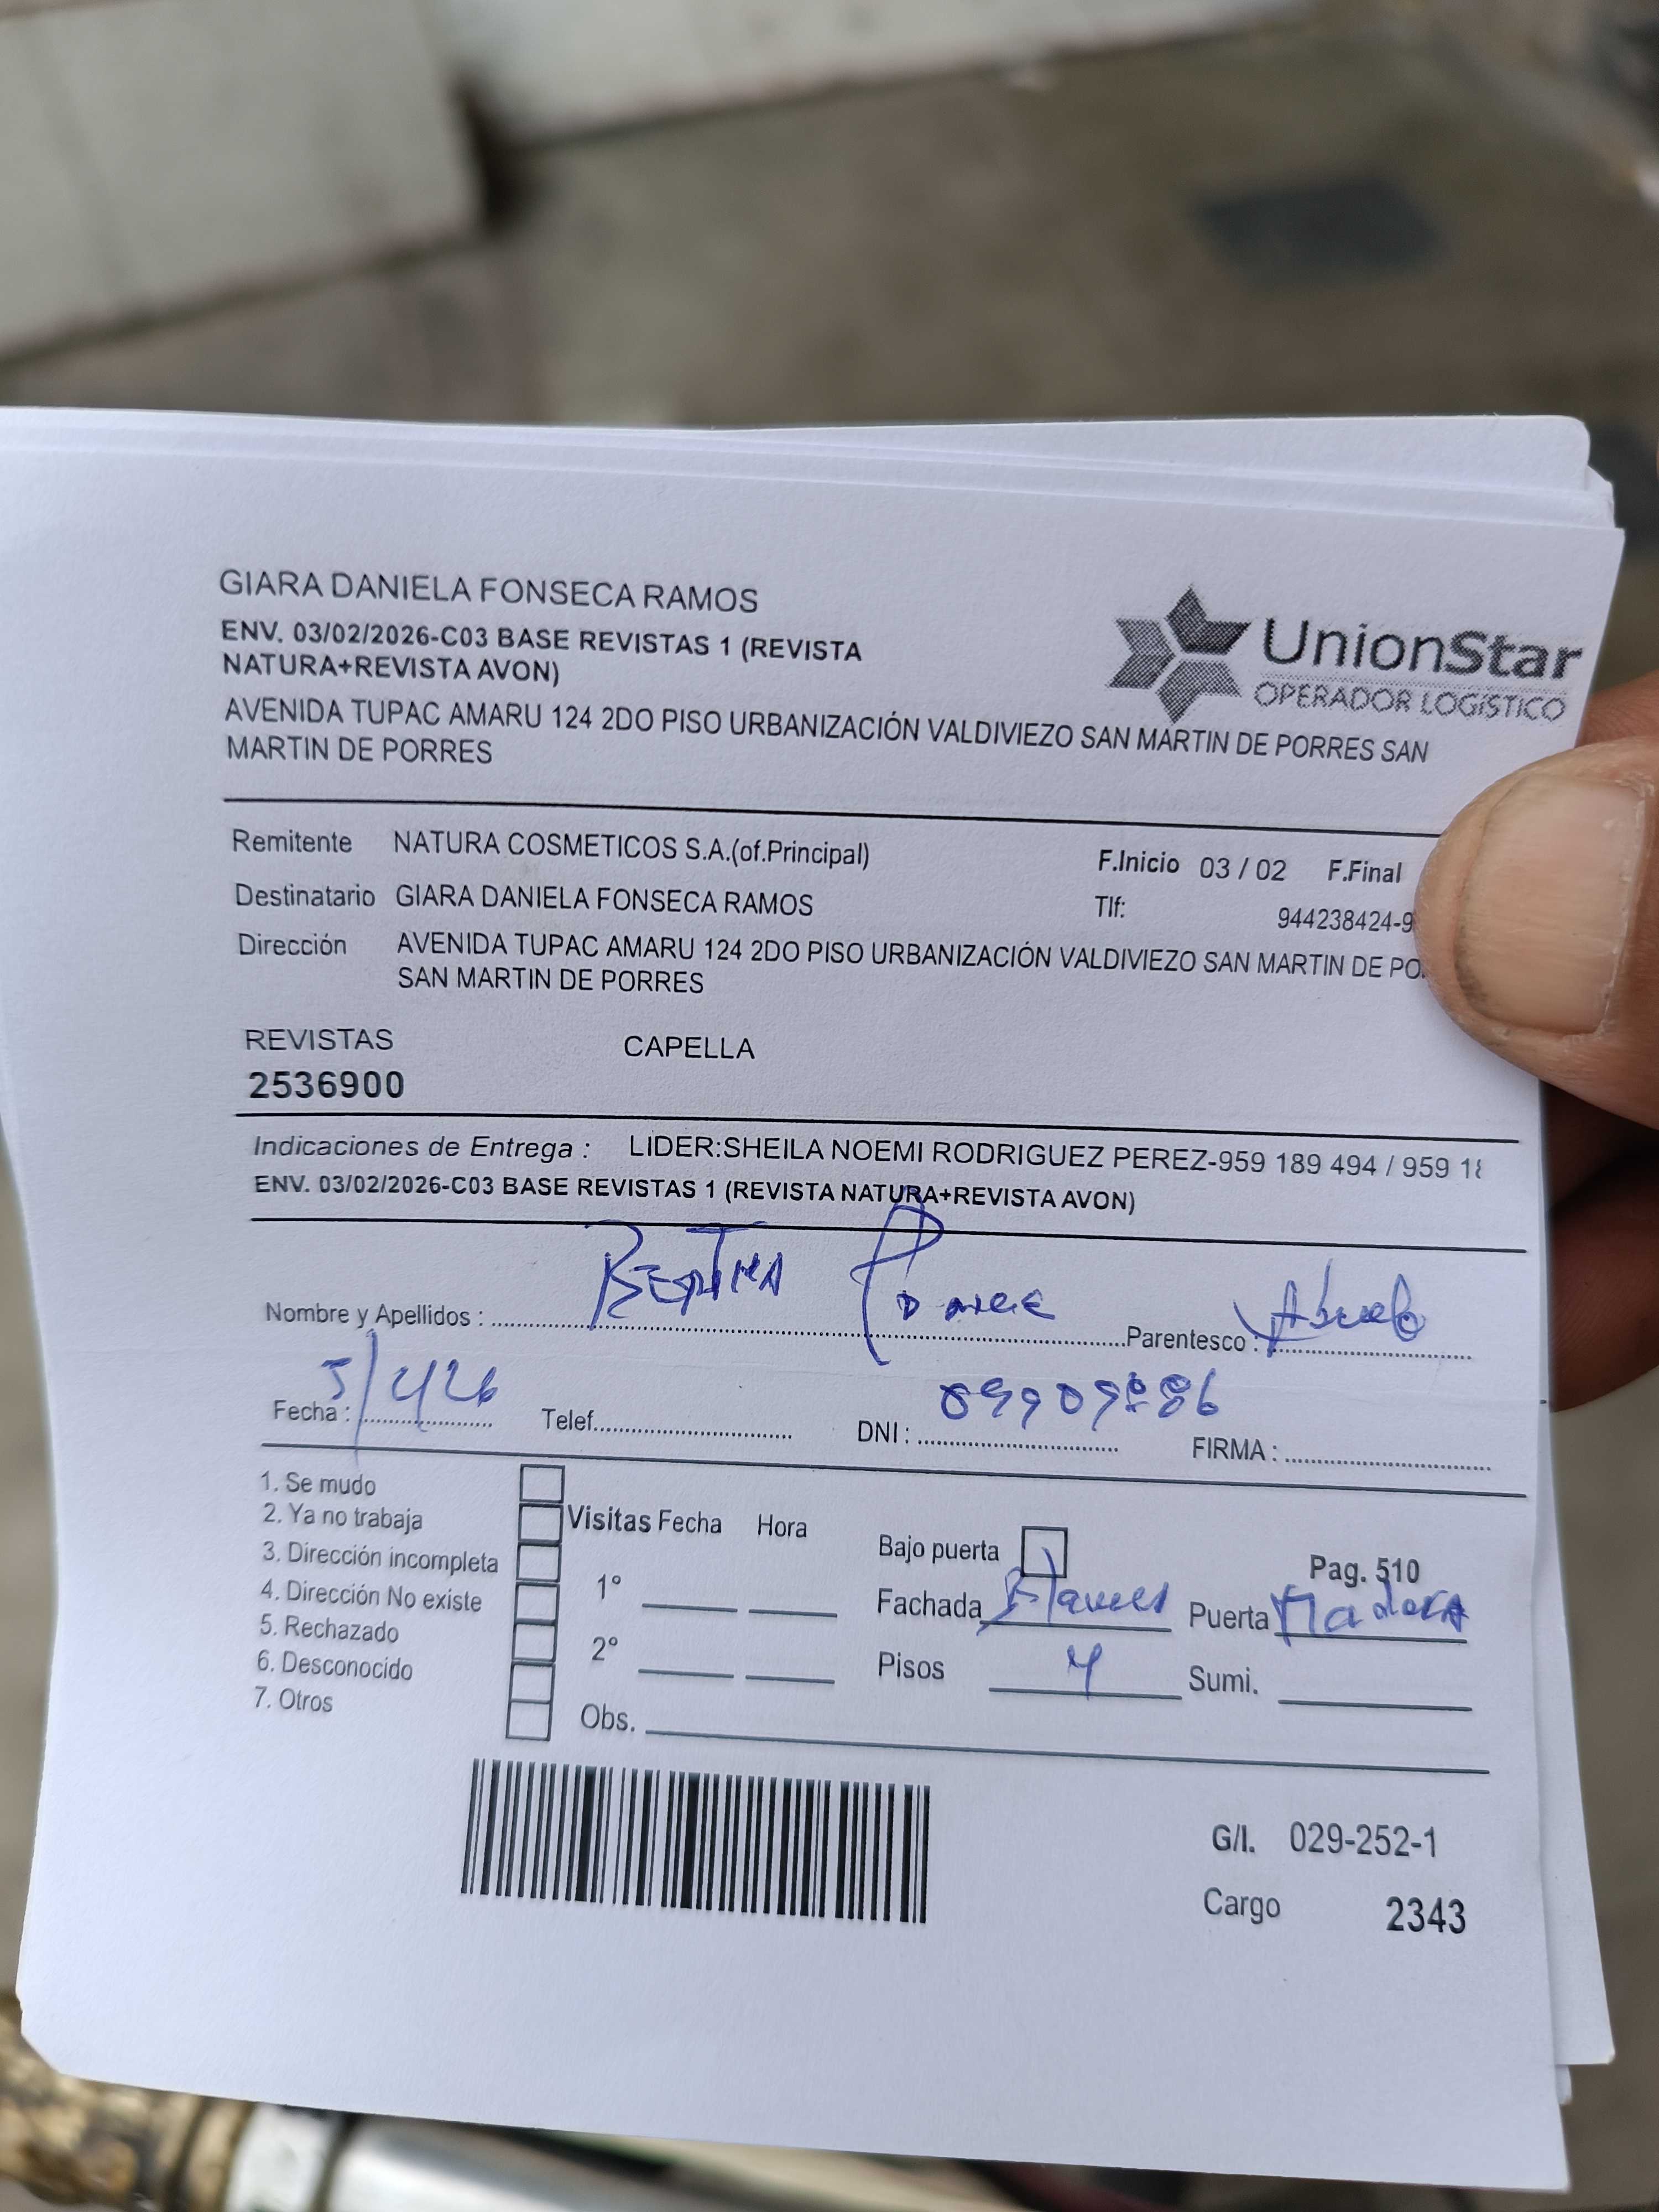 GIARA DANIELA FONSECA RAMOS
ENV. 03/02/2026-C03 BASE REVISTAS 1 (REVISTA
NATURA+REVISTA AVON)
UnionStar
OPERADOR LOGÍSTICO
AVENIDA TUPAC AMARU 124 2DO PISO URBANIZACIÓN VALDIVIEZO SAN MARTIN DE PORRES SAN
MARTIN DE PORRES
Remitente NATURA COSMETICOS S.A.(of.Principal) F.Inicio 03 / 02 F.Final
Destinatario GIARA DANIELA FONSECA RAMOS Tlf: 944238424-9
Dirección AVENIDA TUPAC AMARU 124 2DO PISO URBANIZACIÓN VALDIVIEZO SAN MARTIN DE PO
SAN MARTIN DE PORRES
REVISTAS CAPELLA
2536900
Indicaciones de Entrega : LIDER:SHEILA NOEMI RODRIGUEZ PEREZ-959 189 494 / 959 18
ENV. 03/02/2026-C03 BASE REVISTAS 1 (REVISTA NATURA+REVISTA AVON)
Nombre y Apellidos : Parentesco : Abuelo
Fecha : 5/2/26 Telef. DNI : FIRMA :
1. Se mudo
2. Ya no trabaja
3. Dirección incompleta
4. Dirección No existe
5. Rechazado
6. Desconocido
7. Otros
Visitas Fecha Hora
1°
2°
Obs.
Bajo puerta Pag. 510
Fachada Puerta Madera
Pisos 4 Sumi.
G/I. 029-252-1
Cargo 2343